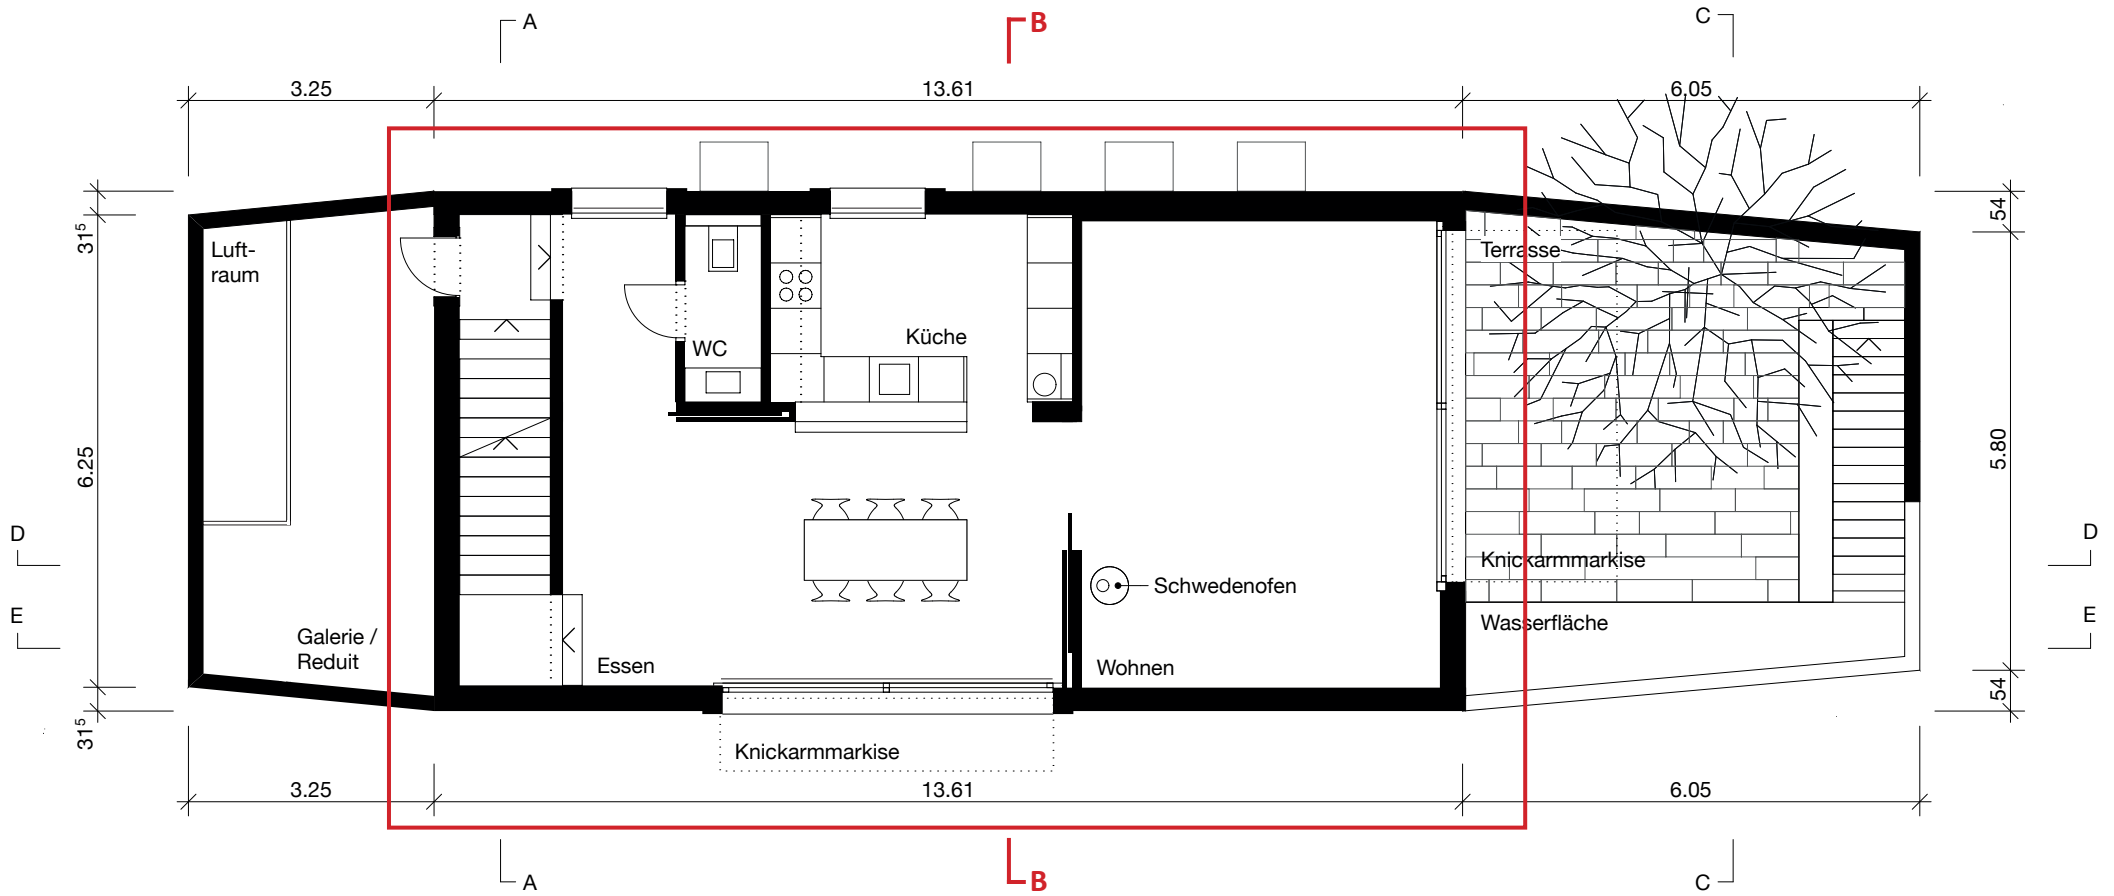 A
B
C
3.25
13.61
6.05
31⁵
6.25
31⁵
54
5.80
54
Luft-
raum
Terrasse
WC
Küche
D
D
E
E
Schwedenofen
Knickarmmarkise
Galerie /
Reduit
Essen
Wohnen
Wasserfläche
Knickarmmarkise
3.25
13.61
6.05
A
B
C